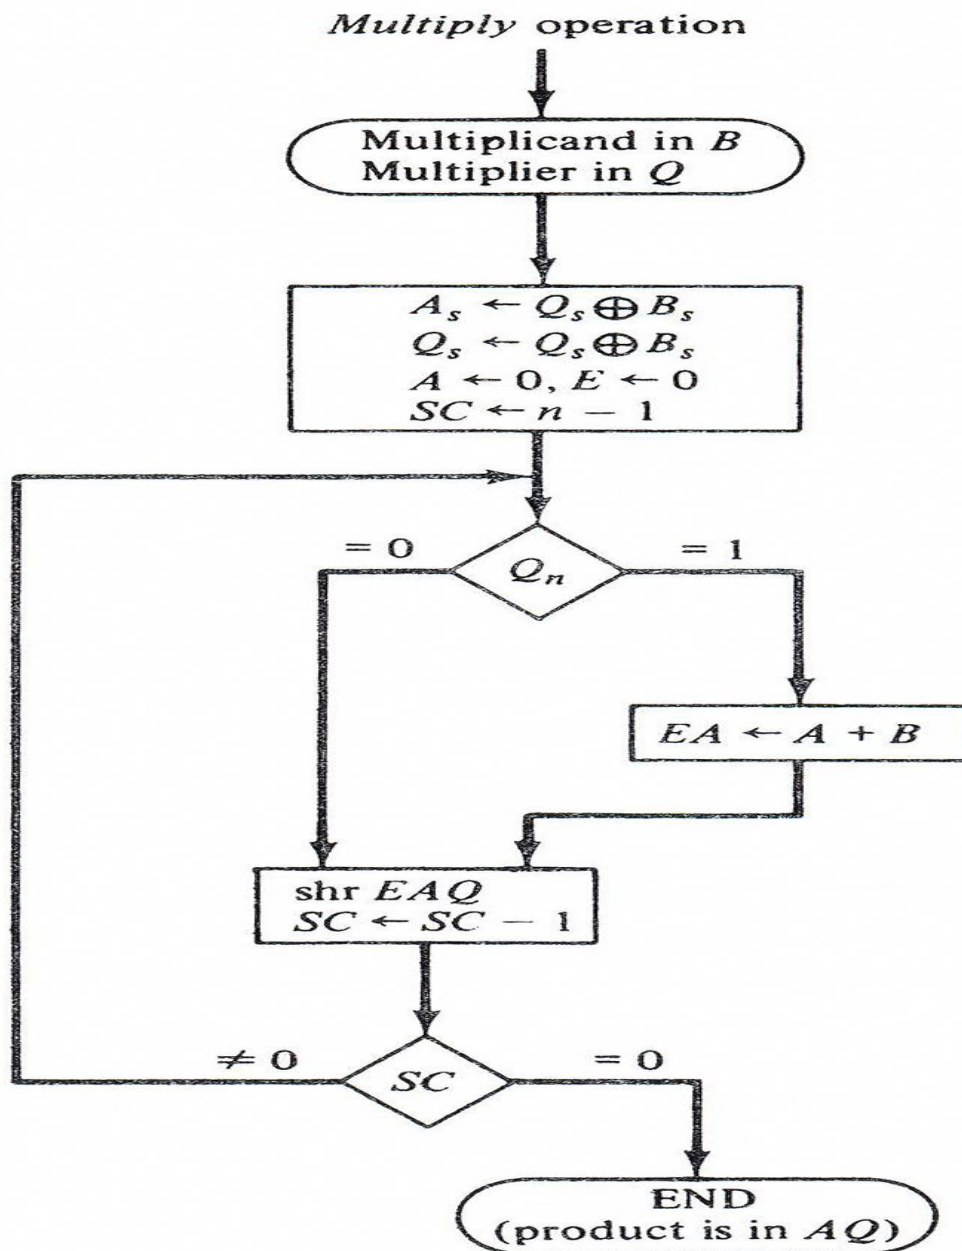 Multiply operation
Multiplicand in B
Multiplier in Q
A_s ← Q_s ⊕ B_s
Q_s ← Q_s ⊕ B_s
A ← 0, E ← 0
SC ← n − 1
= 0
Q_n
= 1
EA ← A + B
shr EAQ
SC ← SC − 1
≠ 0
SC
= 0
END
(product is in AQ)